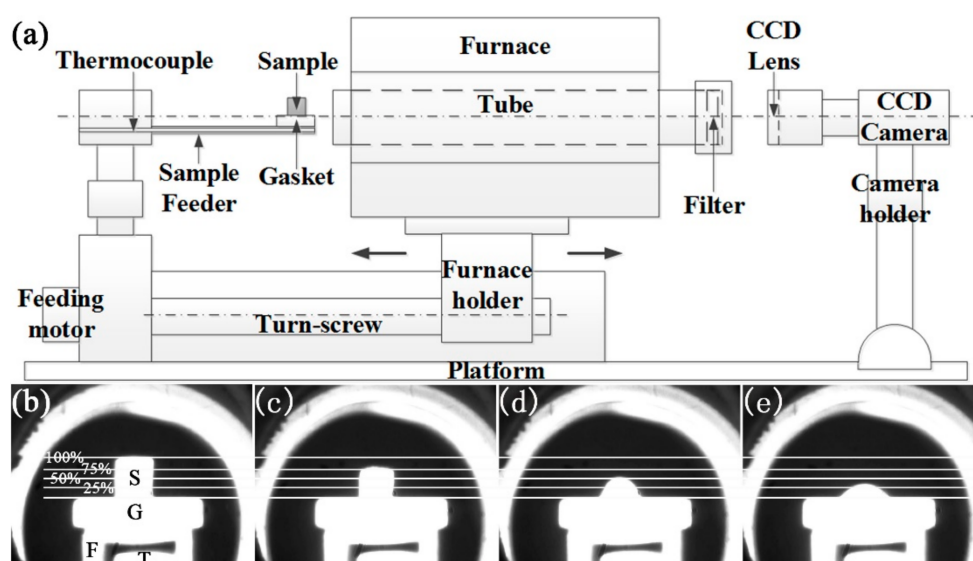 (a)
Furnace
CCD
Lens
Thermocouple
Sample
Tube
CCD
Camera
Sample
Feeder
Gasket
Filter
Camera
holder
Feeding
motor
Turn-screw
Furnace
holder
Platform
(b)
(c)
(d)
(e)
100%
75%
50%
25%
S
G
F
T